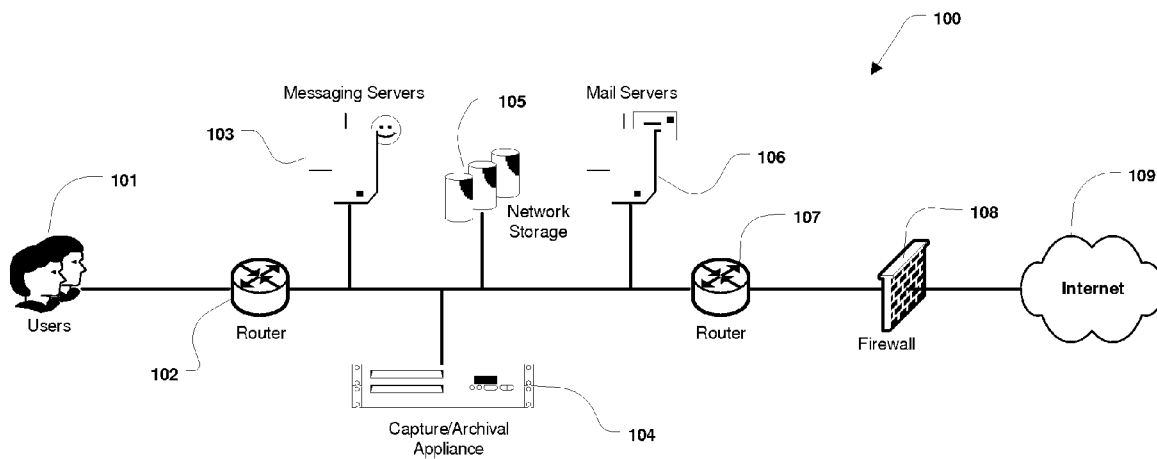 100
Messaging Servers
105
Mail Servers
103
106
101
109
107
108
Network
Storage
Internet
Users
Router
Router
Firewall
102
Capture/Archival
Appliance
104